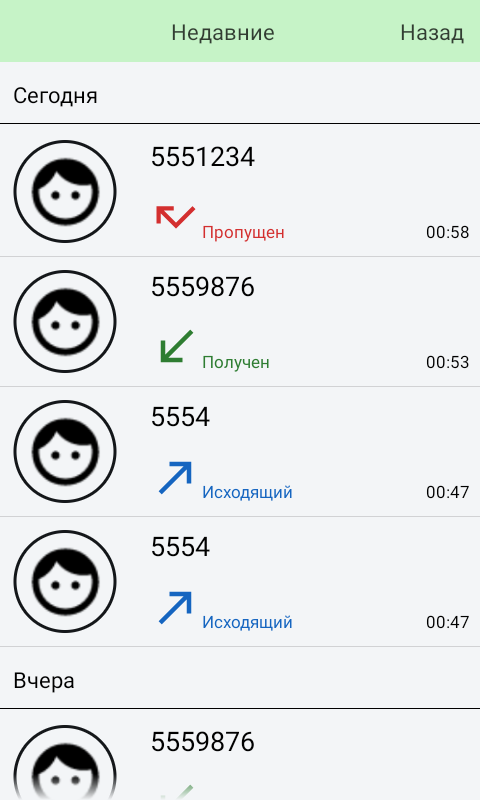 Недавние Назад
Сегодня
5551234
Пропущен 00:58
5559876
Получен 00:53
5554
Исходящий 00:47
5554
Исходящий 00:47
Вчера
5559876